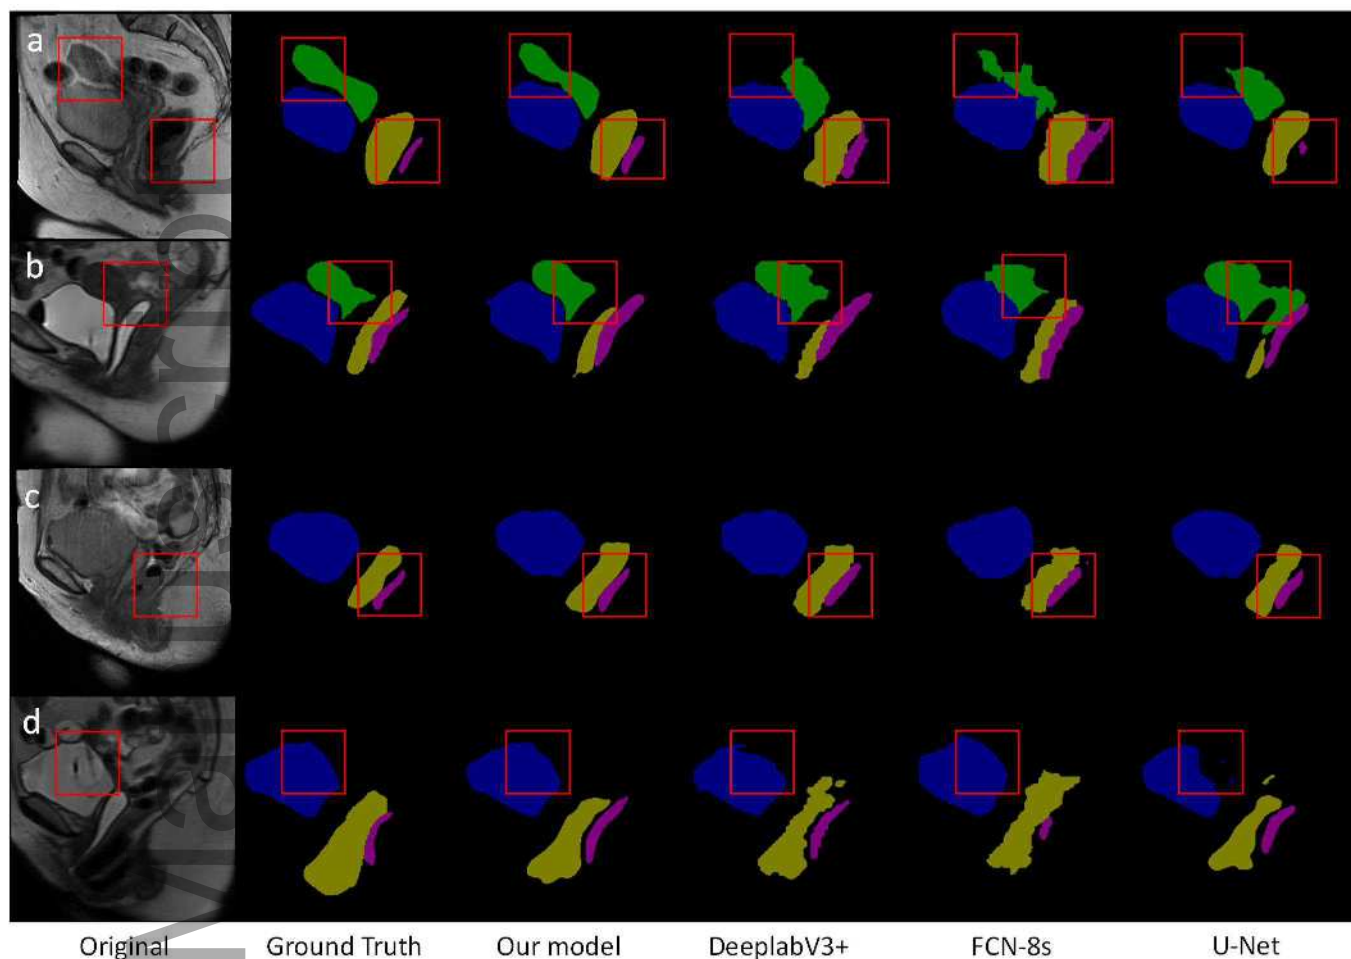 a
b
c
d
Original
Ground Truth
Our model
DeeplabV3+
FCN-8s
U-Net